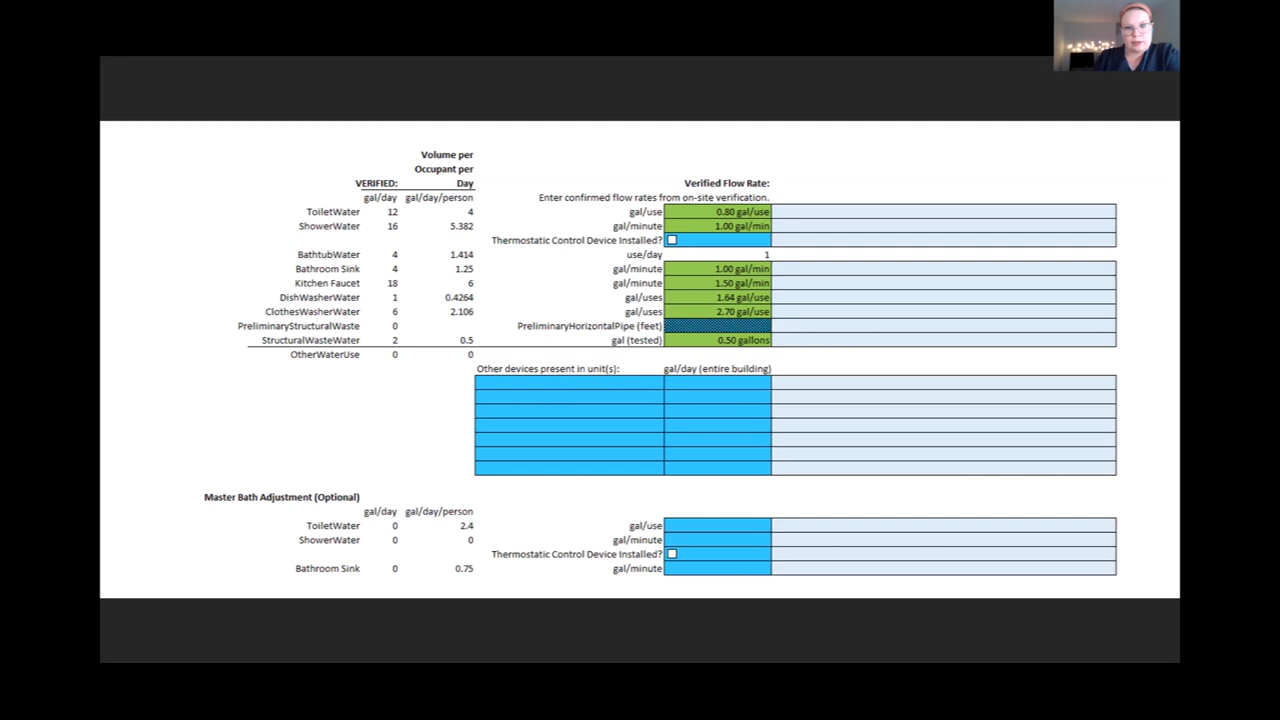 Volume per
Occupant per
VERIFIED: Day Verified Flow Rate:
gal/day gal/day/person Enter confirmed flow rates from on-site verification.
ToiletWater 12 4 gal/use 0.80 gal/use
ShowerWater 16 5.382 gal/minute 1.00 gal/min
Thermostatic Control Device Installed?
BathtubWater 4 1.414 use/day 1
Bathroom Sink 4 1.25 gal/minute 1.00 gal/min
Kitchen Faucet 18 6 gal/minute 1.50 gal/min
DishWasherWater 1 0.4264 gal/uses 1.64 gal/use
ClothesWasherWater 6 2.106 gal/uses 2.70 gal/use
PreliminaryStructuralWaste 0 PreliminaryHorizontalPipe (feet)
StructuralWasteWater 2 0.5 gal (tested) 0.50 gallons
OtherWaterUse 0 0
Other devices present in unit(s): gal/day (entire building)
Master Bath Adjustment (Optional)
gal/day gal/day/person
ToiletWater 0 2.4 gal/use
ShowerWater 0 0 gal/minute
Thermostatic Control Device Installed?
Bathroom Sink 0 0.75 gal/minute